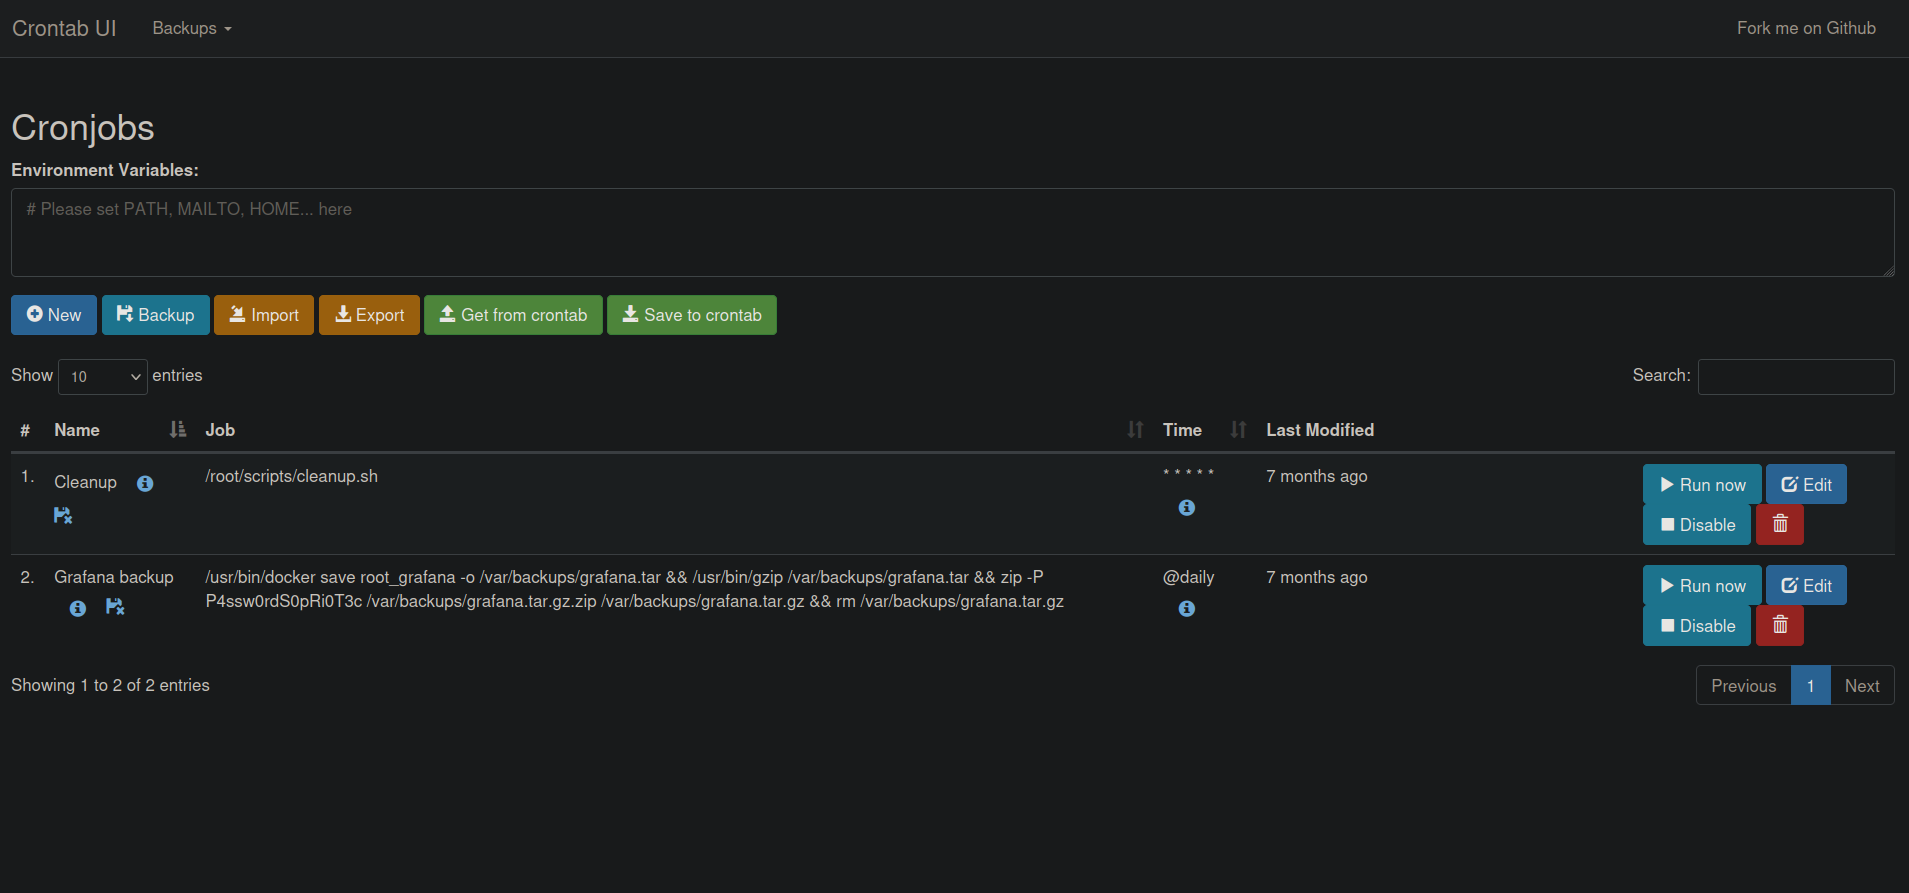 Crontab UI Backups Fork me on Github
Cronjobs
Environment Variables:
# Please set PATH, MAILTO, HOME... here
New Backup Import Export Get from crontab Save to crontab
Show 10 entries Search:
# Name Job Time Last Modified
1. Cleanup /root/scripts/cleanup.sh * * * * * 7 months ago Run now Edit
Disable
2. Grafana backup /usr/bin/docker save root_grafana -o /var/backups/grafana.tar && /usr/bin/gzip /var/backups/grafana.tar && zip -P @daily 7 months ago Run now Edit
P4ssw0rdS0pRi0T3c /var/backups/grafana.tar.gz.zip /var/backups/grafana.tar.gz && rm /var/backups/grafana.tar.gz
Disable
Showing 1 to 2 of 2 entries Previous 1 Next